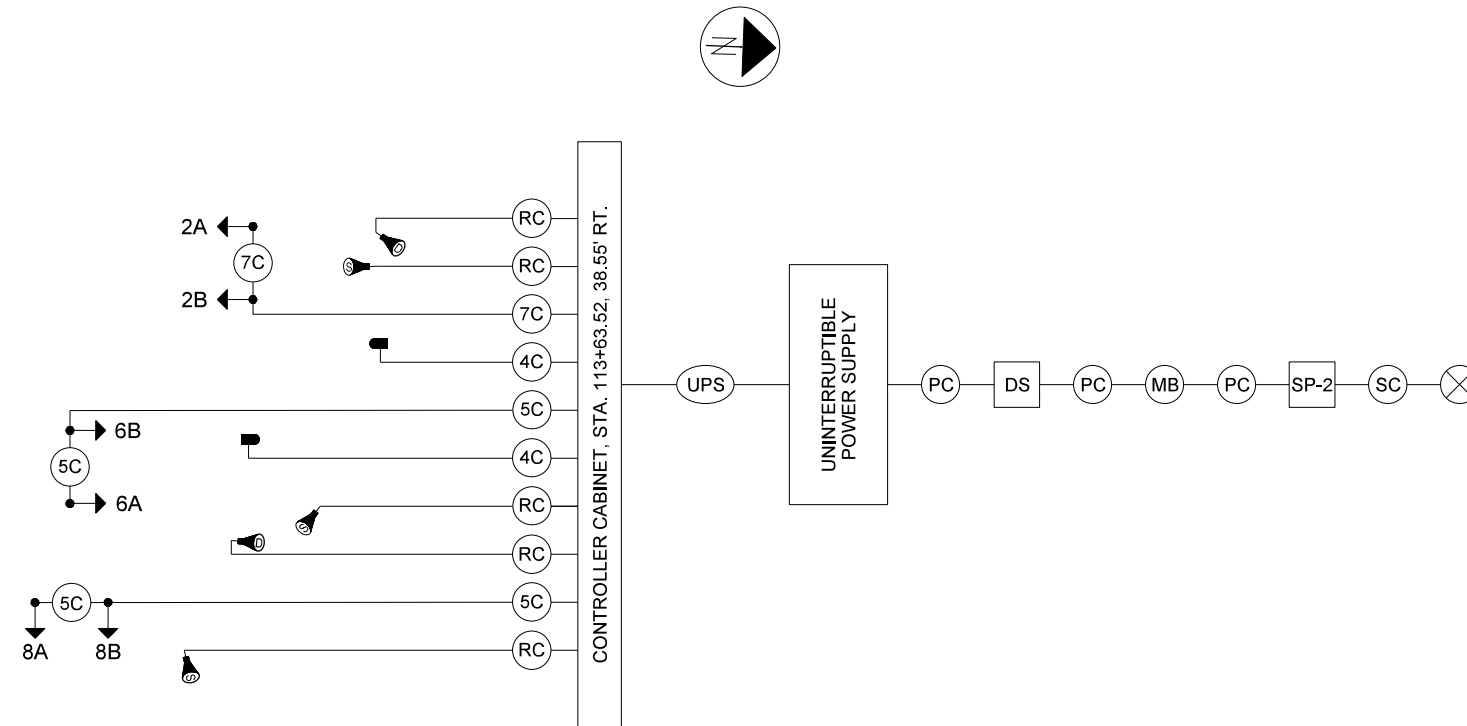 N
2A
7C
2B
RC
D
RC
S
7C
4C
5C
6B
5C
6A
4C
RC
S
RC
D
5C
5C
8A
8B
RC
S
CONTROLLER CABINET, STA. 113+63.52, 38.55' RT.
UPS
UNINTERRUPTIBLE
POWER SUPPLY
PC
DS
PC
MB
PC
SP-2
SC